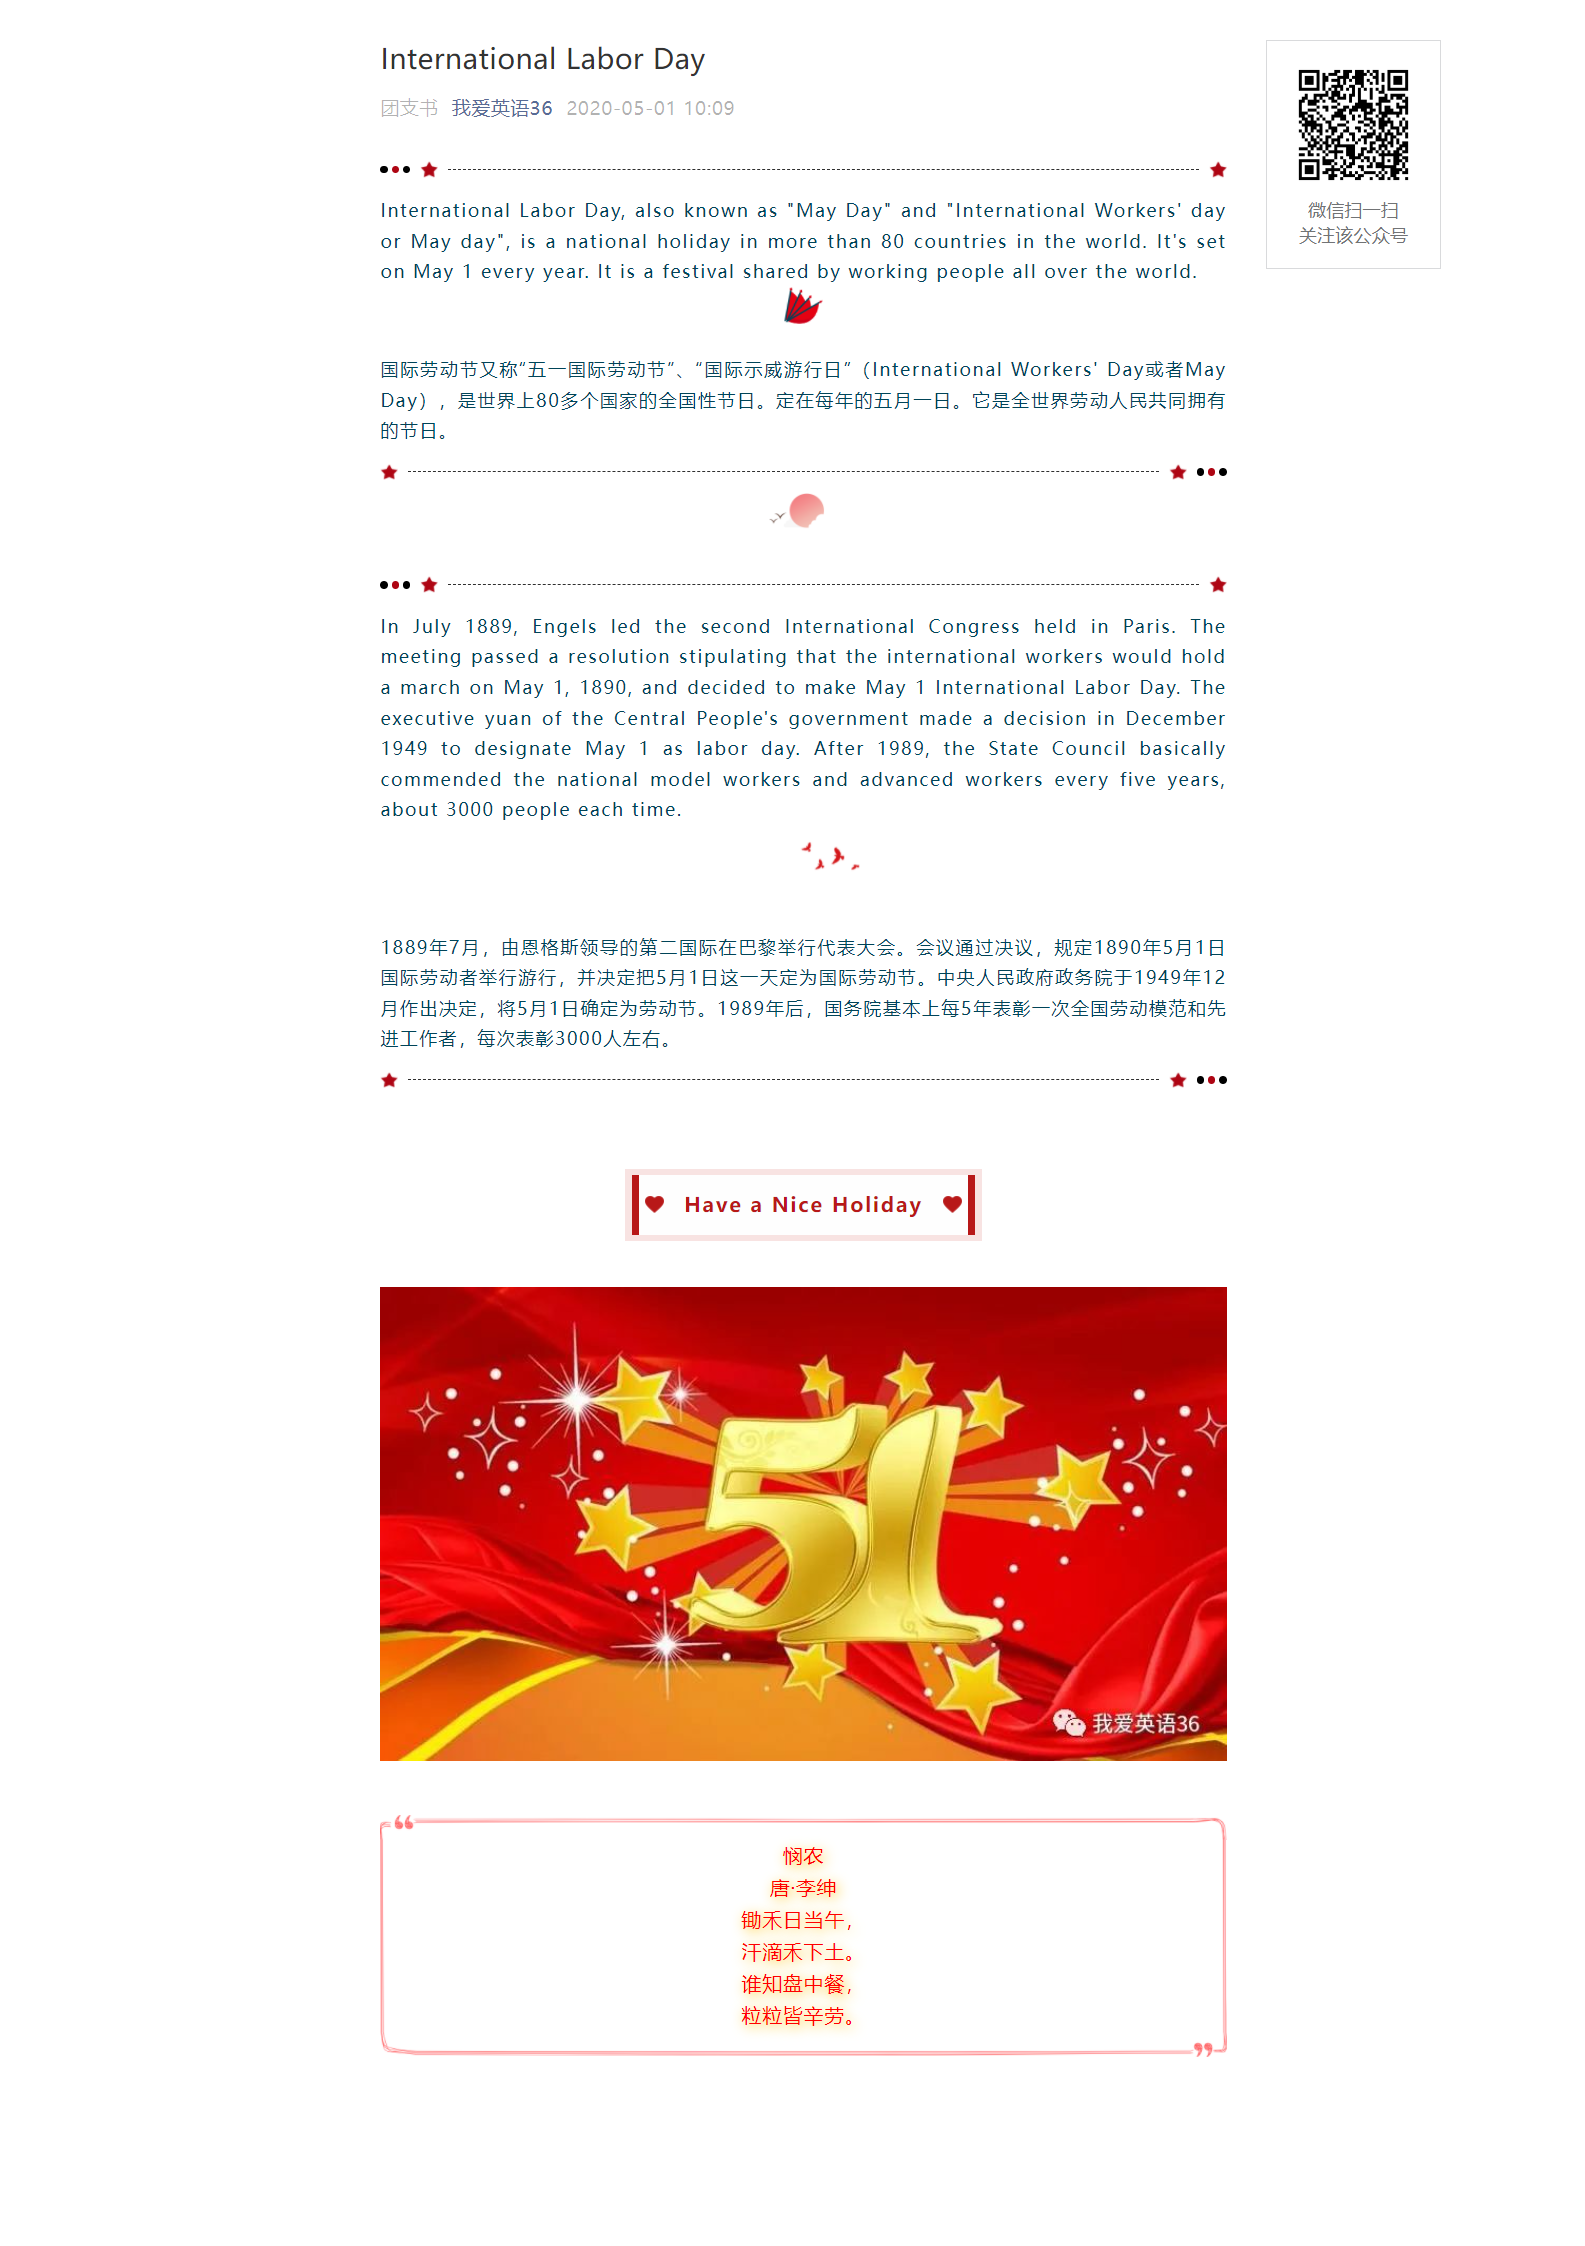 International Labor Day
团支书 我爱英语36 2020-05-01 10:09
微信扫一扫
关注该公众号
International Labor Day, also known as "May Day" and "International Workers' day
or May day", is a national holiday in more than 80 countries in the world. It's set
on May 1 every year. It is a festival shared by working people all over the world.
国际劳动节又称“五一国际劳动节”、“国际示威游行日”（International Workers' Day或者May
Day），是世界上80多个国家的全国性节日。定在每年的五月一日。它是全世界劳动人民共同拥有
的节日。
In July 1889, Engels led the second International Congress held in Paris. The
meeting passed a resolution stipulating that the international workers would hold
a march on May 1, 1890, and decided to make May 1 International Labor Day. The
executive yuan of the Central People's government made a decision in December
1949 to designate May 1 as labor day. After 1989, the State Council basically
commended the national model workers and advanced workers every five years,
about 3000 people each time.
1889年7月，由恩格斯领导的第二国际在巴黎举行代表大会。会议通过决议，规定1890年5月1日
国际劳动者举行游行，并决定把5月1日这一天定为国际劳动节。中央人民政府政务院于1949年12
月作出决定，将5月1日确定为劳动节。1989年后，国务院基本上每5年表彰一次全国劳动模范和先
进工作者，每次表彰3000人左右。
Have a Nice Holiday
51
我爱英语36
悯农
唐·李绅
锄禾日当午，
汗滴禾下土。
谁知盘中餐，
粒粒皆辛劳。